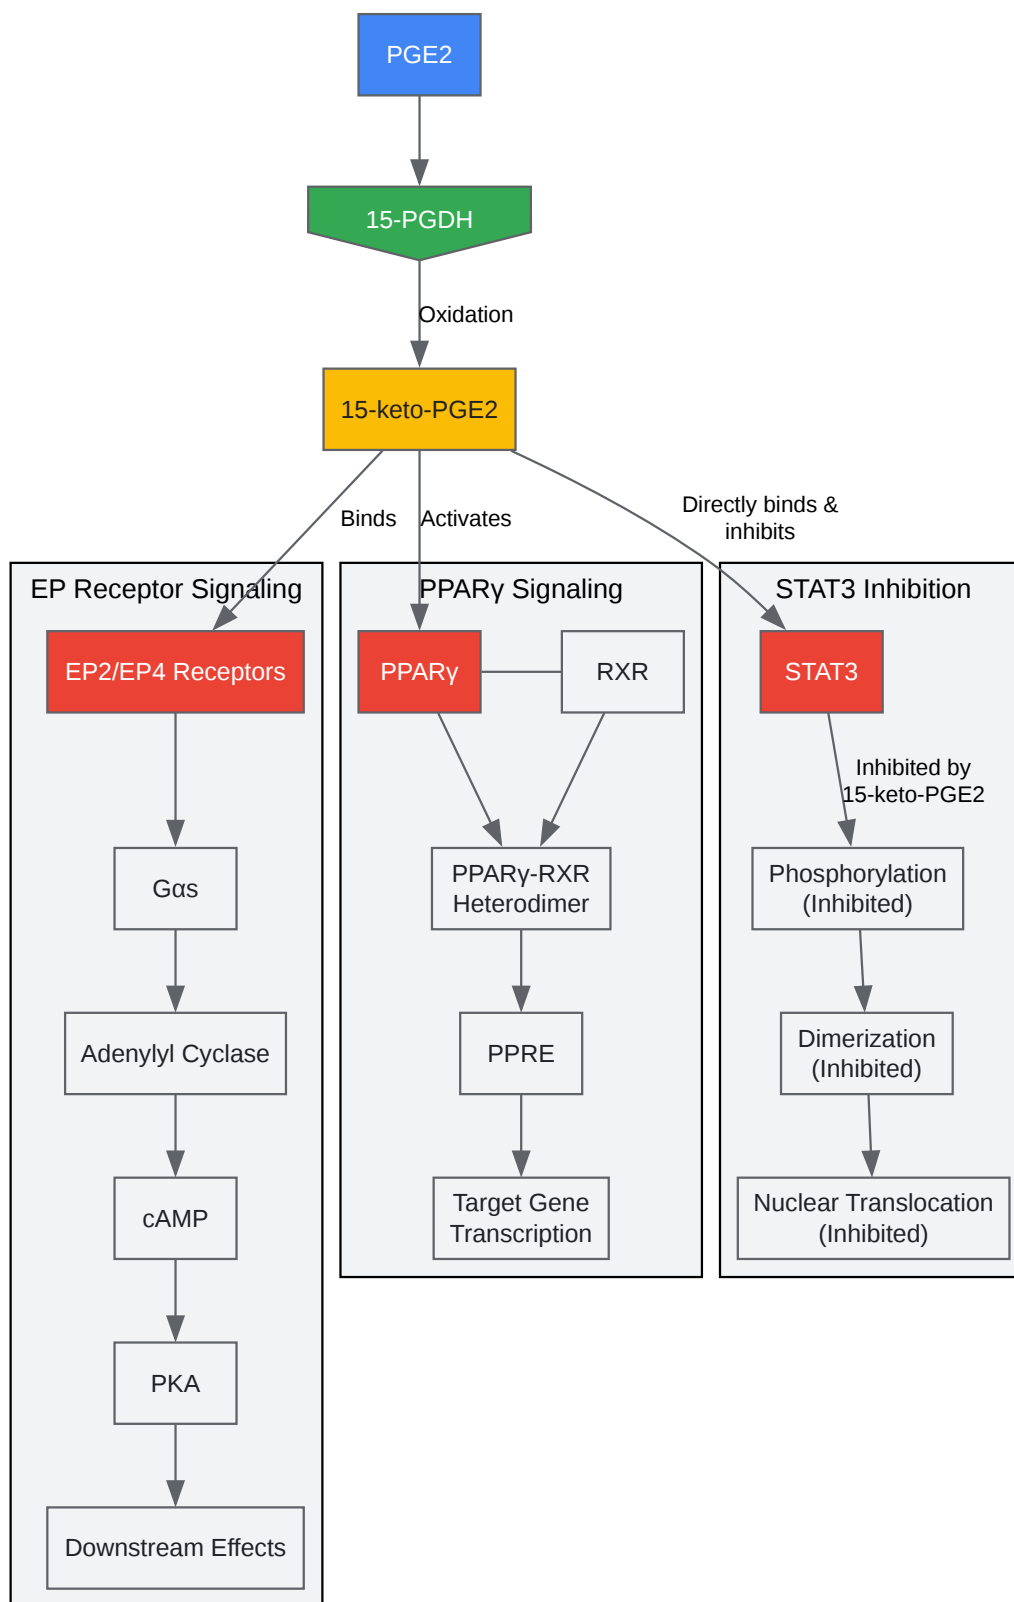 PGE2
15-PGDH
Oxidation
15-keto-PGE2
Binds
Activates
Directly binds &
inhibits
EP Receptor Signaling
EP2/EP4 Receptors
Gαs
Adenylyl Cyclase
cAMP
PKA
Downstream Effects
PPARγ Signaling
PPARγ
RXR
PPARγ-RXR
Heterodimer
PPRE
Target Gene
Transcription
STAT3 Inhibition
STAT3
Inhibited by
15-keto-PGE2
Phosphorylation
(Inhibited)
Dimerization
(Inhibited)
Nuclear Translocation
(Inhibited)